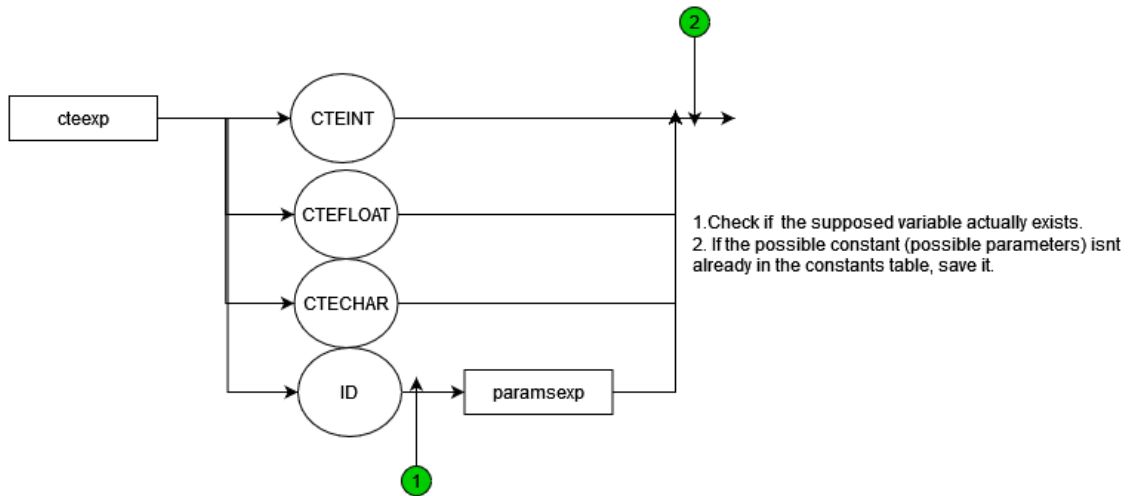 2
cteexp
CTEINT
CTEFLOAT
1.Check if the supposed variable actually exists.
2. If the possible constant (possible parameters) isnt
already in the constants table, save it.
CTECHAR
ID
paramsexp
1